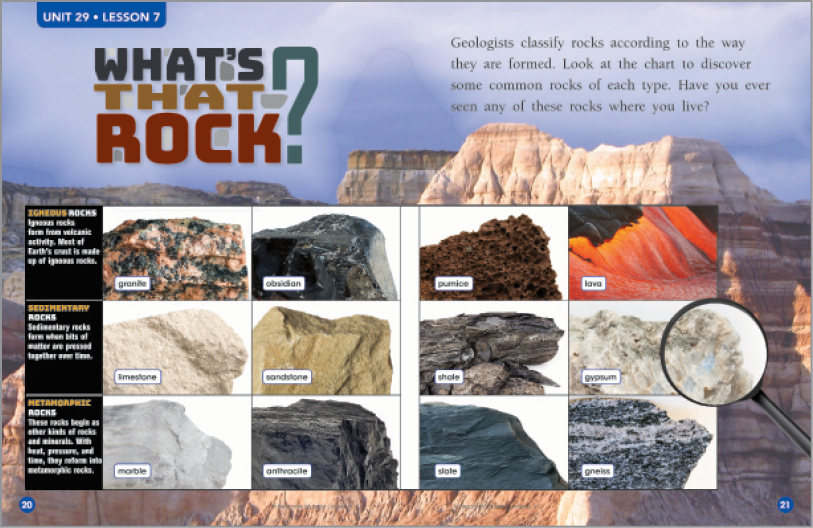 UNIT 29 • LESSON 7
WHAT'S
THAT
ROCK?
Geologists classify rocks according to the way
they are formed. Look at the chart to discover
some common rocks of each type. Have you ever
seen any of these rocks where you live?
IGNEOUS ROCKS
Igneous rocks
form from volcanic
activity. Most of
Earth's crust is made
up of igneous rocks.
granite
obsidian
pumice
lava
SEDIMENTARY
ROCKS
Sedimentary rocks
form when bits of
matter are pressed
together over time.
limestone
sandstone
shale
gypsum
METAMORPHIC
ROCKS
These rocks begin as
other kinds of rocks
and minerals. With
heat, pressure, and
time, they reform into
metamorphic rocks.
marble
anthracite
slate
gneiss
20
21